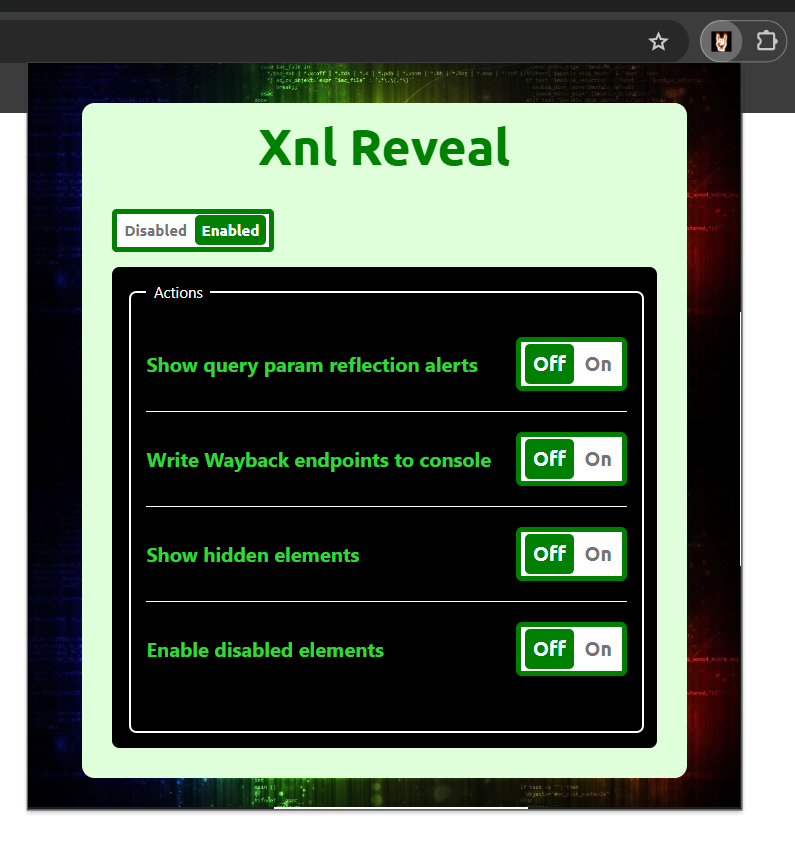 Xnl Reveal
Disabled Enabled
Actions
Show query param reflection alerts Off On
Write Wayback endpoints to console Off On
Show hidden elements Off On
Enable disabled elements Off On